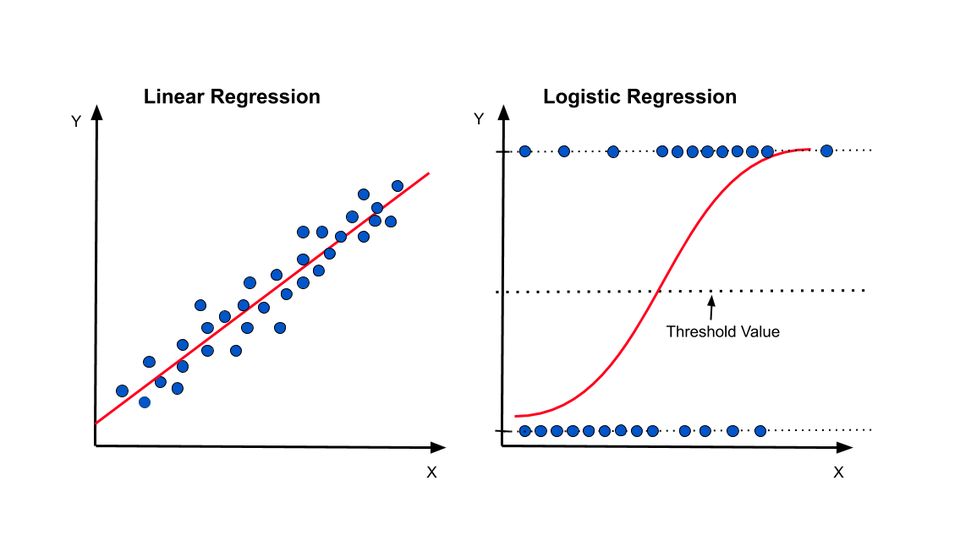 Linear Regression
Y
X
Logistic Regression
Y
Threshold Value
X